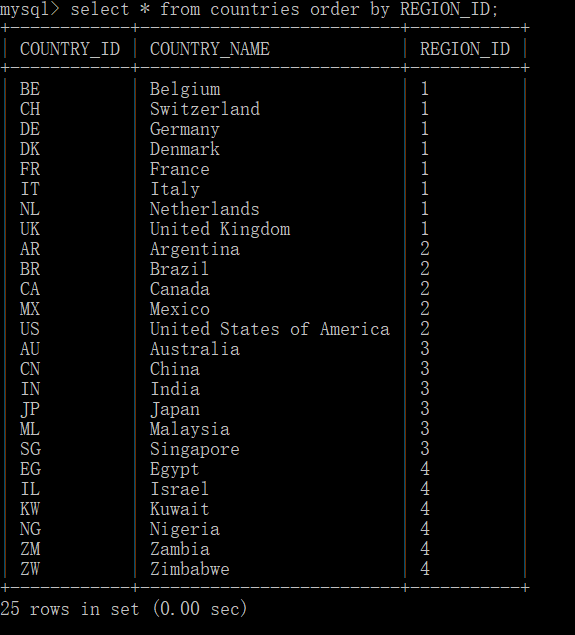 mysql> select * from countries order by REGION_ID;
+------------+--------------------------+-----------+
| COUNTRY_ID | COUNTRY_NAME             | REGION_ID |
+------------+--------------------------+-----------+
| BE         | Belgium                  | 1         |
| CH         | Switzerland              | 1         |
| DE         | Germany                  | 1         |
| DK         | Denmark                  | 1         |
| FR         | France                   | 1         |
| IT         | Italy                    | 1         |
| NL         | Netherlands              | 1         |
| UK         | United Kingdom           | 1         |
| AR         | Argentina                | 2         |
| BR         | Brazil                   | 2         |
| CA         | Canada                   | 2         |
| MX         | Mexico                   | 2         |
| US         | United States of America | 2         |
| AU         | Australia                | 3         |
| CN         | China                    | 3         |
| IN         | India                    | 3         |
| JP         | Japan                    | 3         |
| ML         | Malaysia                 | 3         |
| SG         | Singapore                | 3         |
| EG         | Egypt                    | 4         |
| IL         | Israel                   | 4         |
| KW         | Kuwait                   | 4         |
| NG         | Nigeria                  | 4         |
| ZM         | Zambia                   | 4         |
| ZW         | Zimbabwe                 | 4         |
+------------+--------------------------+-----------+
25 rows in set (0.00 sec)